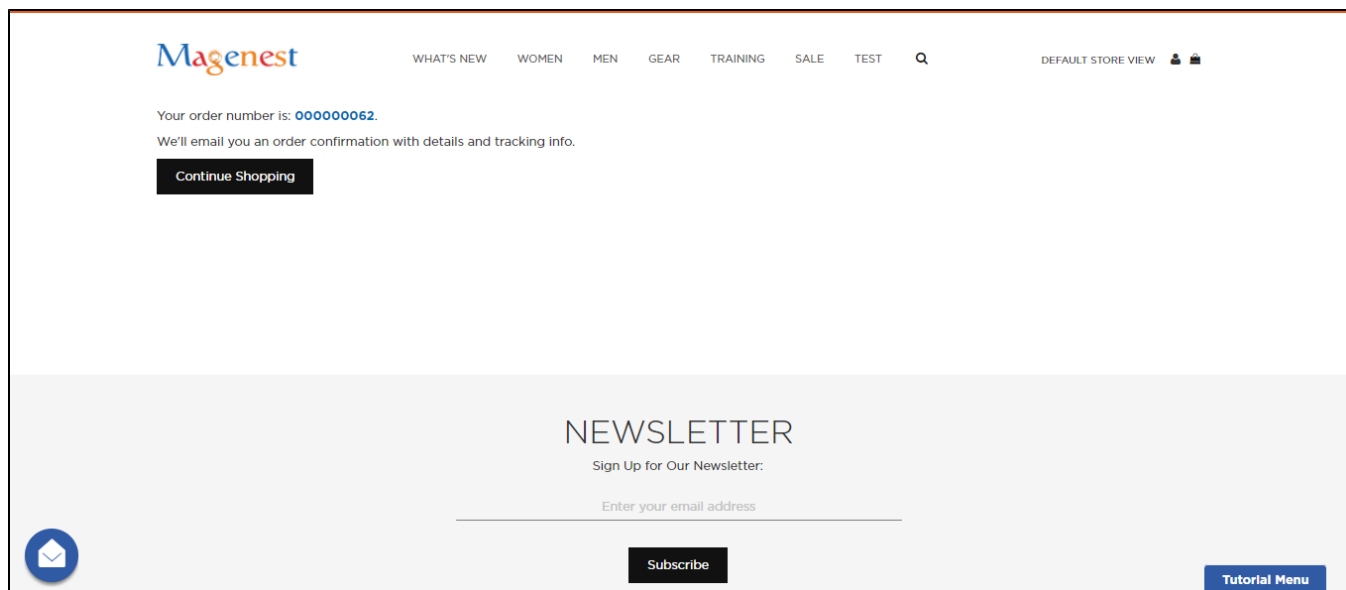 Magenest
WHAT'S NEW WOMEN MEN GEAR TRAINING SALE TEST
DEFAULT STORE VIEW
Your order number is: 000000062.
We'll email you an order confirmation with details and tracking info.
Continue Shopping
NEWSLETTER
Sign Up for Our Newsletter:
Enter your email address
Subscribe
Tutorial Menu